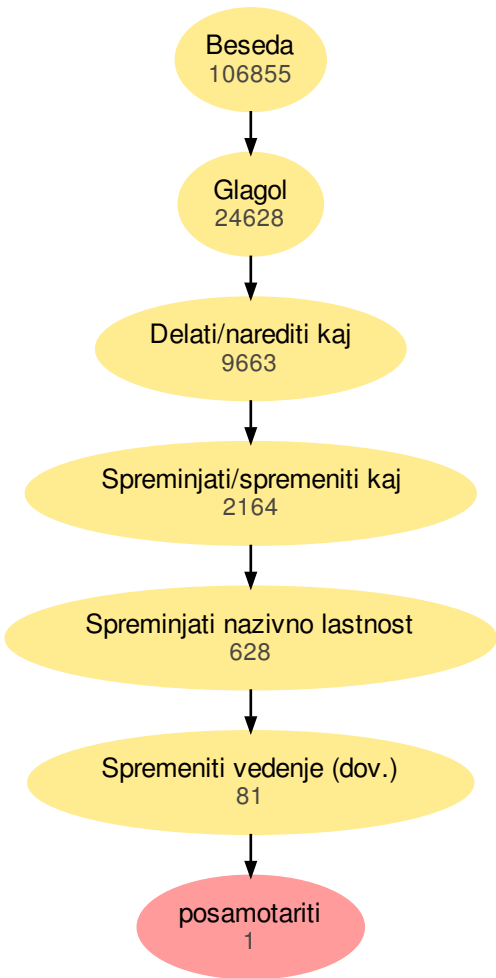 Beseda
106855
Glagol
24628
Delati/narediti kaj
9663
Spreminjati/spremeniti kaj
2164
Spreminjati nazivno lastnost
628
Spremeniti vedenje (dov.)
81
posamotariti
1